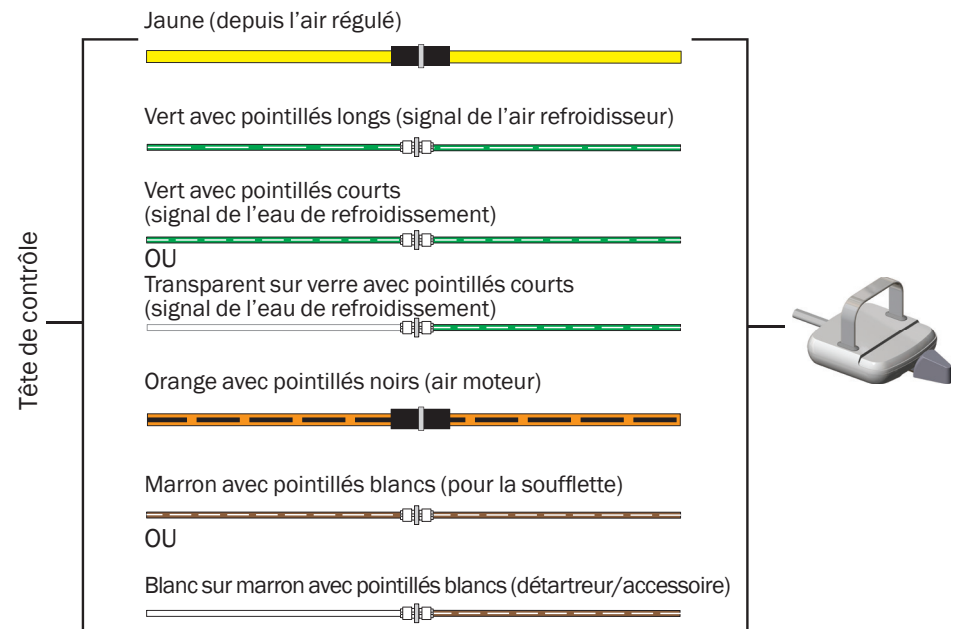 Jaune (depuis l’air régulé)
Vert avec pointillés longs (signal de l’air refroidisseur)
Vert avec pointillés courts
(signal de l’eau de refroidissement)
OU
Transparent sur verre avec pointillés courts
(signal de l’eau de refroidissement)
Tête de contrôle
Orange avec pointillés noirs (air moteur)
Marron avec pointillés blancs (pour la soufflette)
OU
Blanc sur marron avec pointillés blancs (détartreur/accessoire)